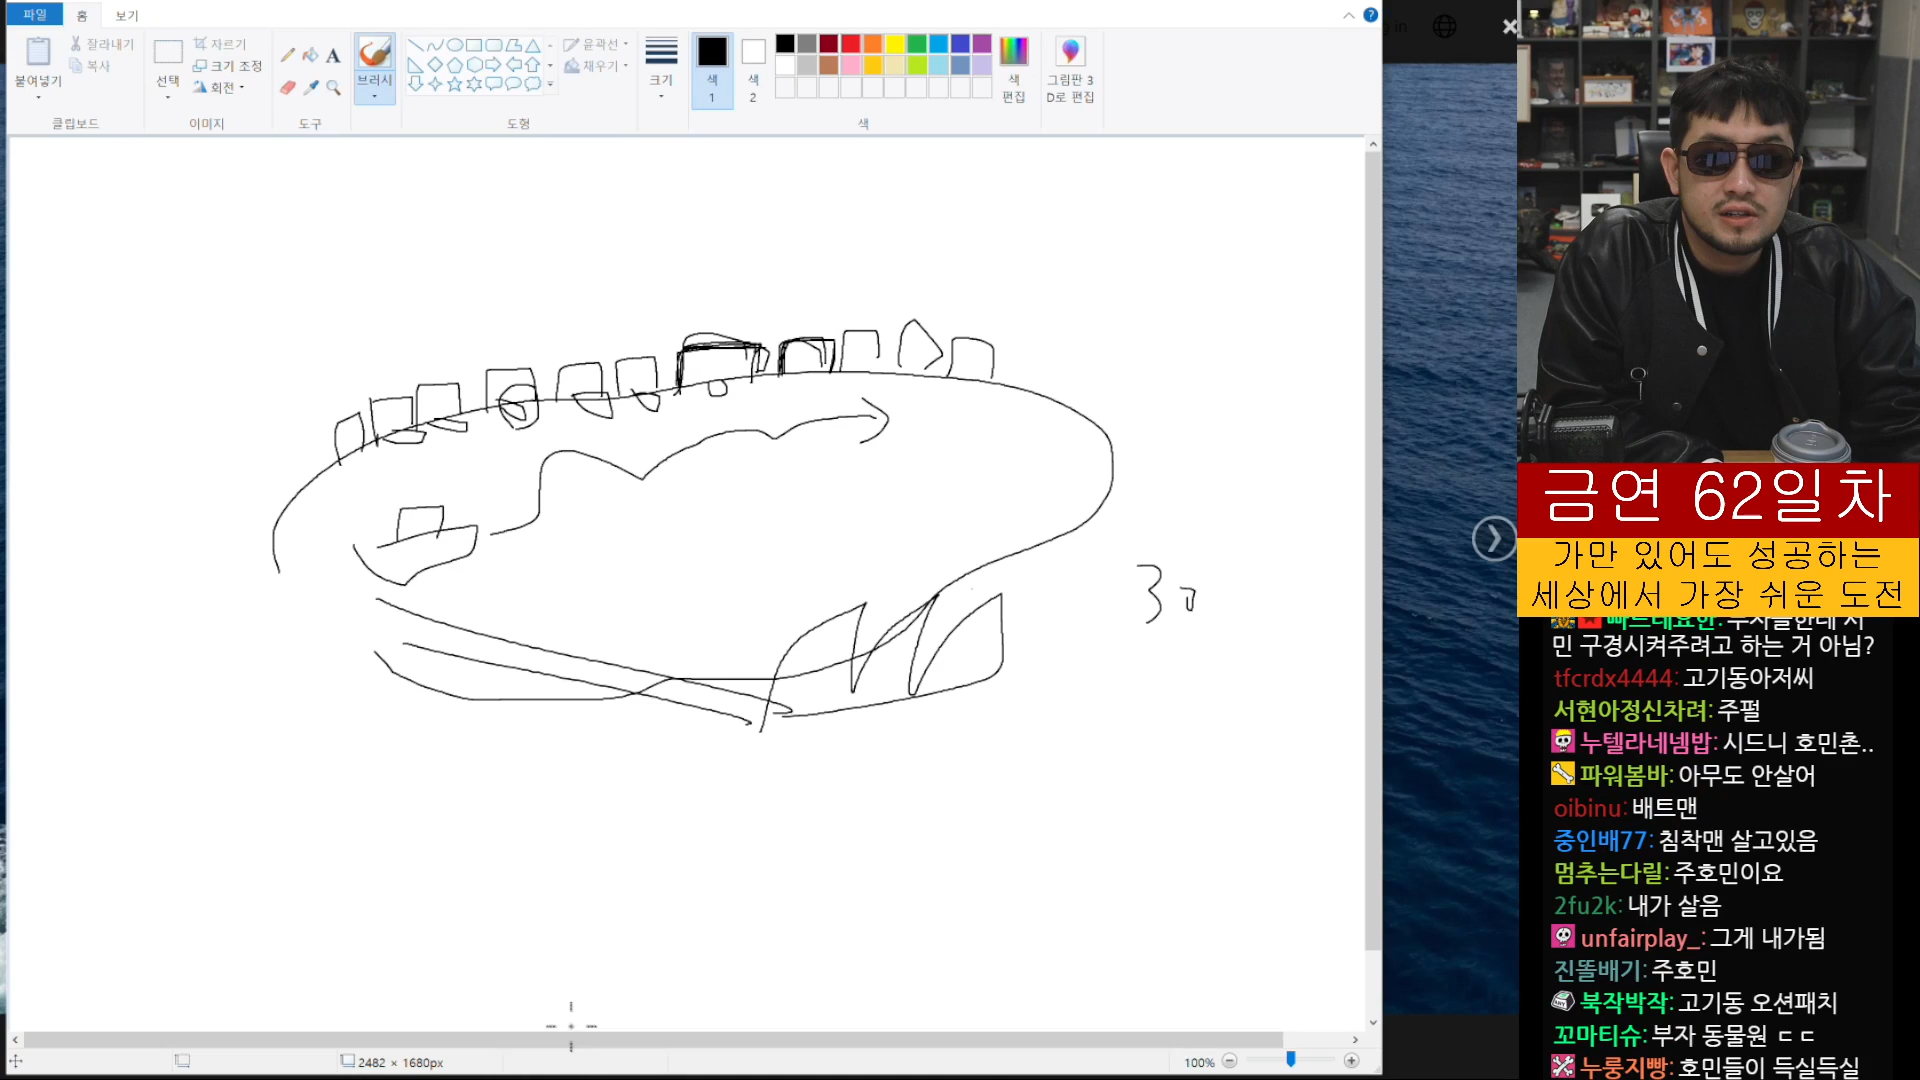 파일
홈
보기
in
붙여넣기
잘라내기
복사
클립보드
선택
자르기
크기 조정
회전
이미지
A
도구
브러시
윤곽선
채우기
도형
크기
색
1
색
2
색
편집
색
그림판 3
D로 편집
3
금연 62일차
가만 있어도 성공하는
세상에서 가장 쉬운 도전
민 구경시켜주려고 하는 거 아님?
tfcrdx4444: 고기동아저씨
서현아정신차려: 주펄
누텔라네넴밥: 시드니 호민촌..
파워봄바: 아무도 안살어
oibinu: 배트맨
중인배77: 침착맨 살고있음
멈추는다릴: 주호민이요
2fu2k: 내가 살음
unfairplay_: 그게 내가됨
진똘배기: 주호민
북작박작: 고기동 오션패치
꼬마티슈: 부자 동물원 ㄷㄷ
누룽지빵: 호민들이 득실득실
2482 × 1680px
100%